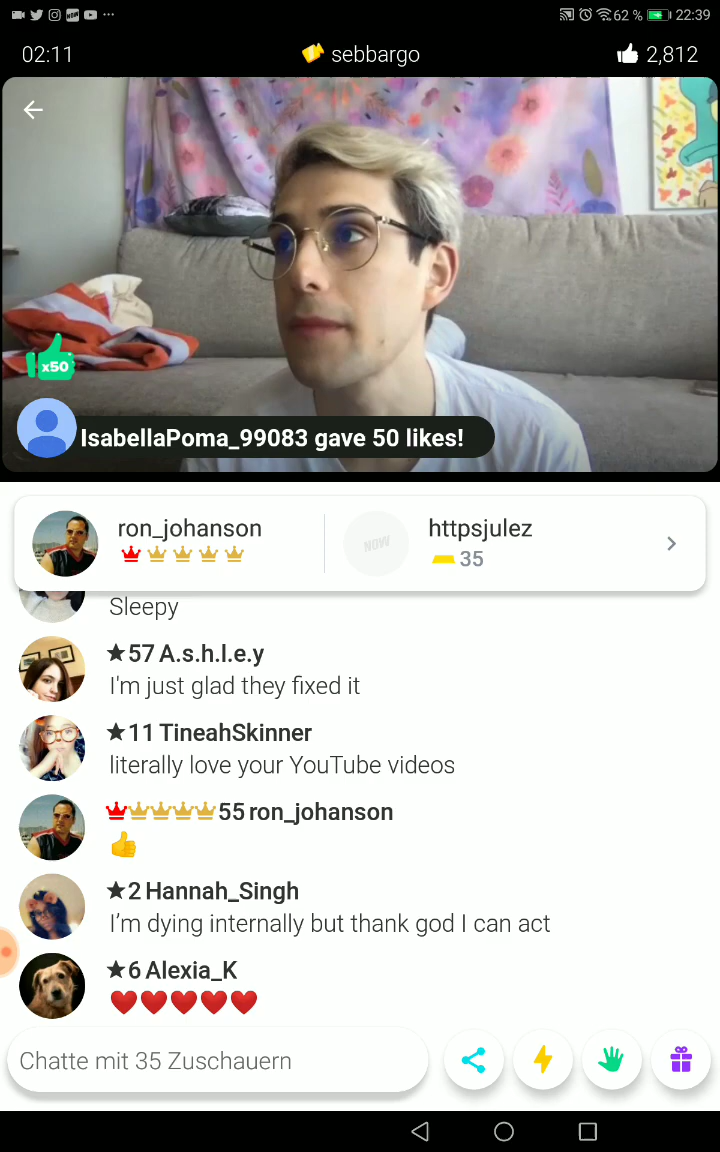 62 % 22:39
02:11
sebbargo
2,812
x50
IsabellaPoma_99083 gave 50 likes!
ron_johanson
httpsjulez
NOW
35
Sleepy
57 A.s.h.l.e.y
I'm just glad they fixed it
11 TineahSkinner
literally love your YouTube videos
55 ron_johanson
2 Hannah_Singh
I’m dying internally but thank god I can act
6 Alexia_K
Chatte mit 35 Zuschauern